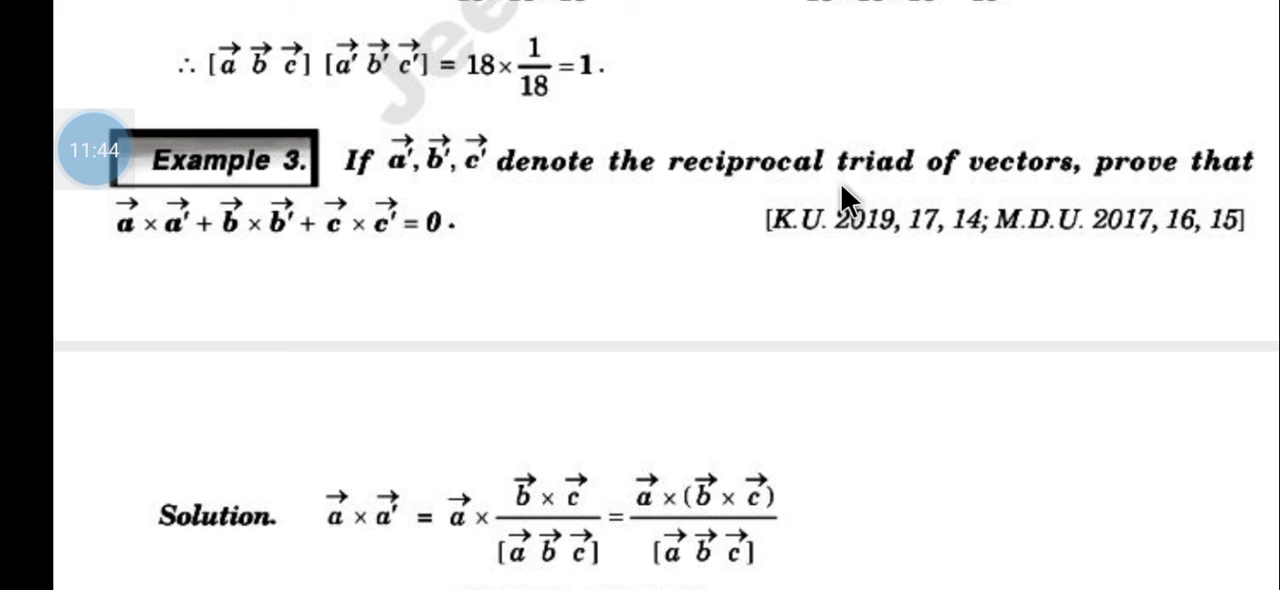 ∴ [a⃗ b⃗ c⃗] [a⃗' b⃗' c⃗'] = 18 × 1/18 = 1.
Jee
11:44
Example 3. If a⃗', b⃗', c⃗' denote the reciprocal triad of vectors, prove that
a⃗ × a⃗' + b⃗ × b⃗' + c⃗ × c⃗' = 0. [K.U. 2019, 17, 14; M.D.U. 2017, 16, 15]
Solution. a⃗ × a⃗' = a⃗ × (b⃗ × c⃗)/[a⃗ b⃗ c⃗] = a⃗ × (b⃗ × c⃗)/[a⃗ b⃗ c⃗]